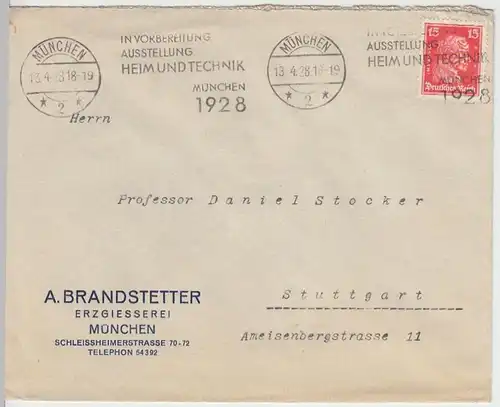 MÜNCHEN
13.4.28.18-19
* 2 *
IN VORBEREITUNG
AUSSTELLUNG
HEIM UND TECHNIK
MÜNCHEN
1928
MÜNCHEN
13.4.28.18-19
* 2 *
AUSSTELLUNG
HEIM UND TECHNIK
MÜNCHEN
1928
15 15
Deutsches Reich
Herrn
Professor Daniel Stocker
Stuttgart
Ameisenbergstrasse 11
A. BRANDSTETTER
ERZGIESSEREI
MÜNCHEN
SCHLEISSHEIMERSTRASSE 70-72
TELEPHON 54392